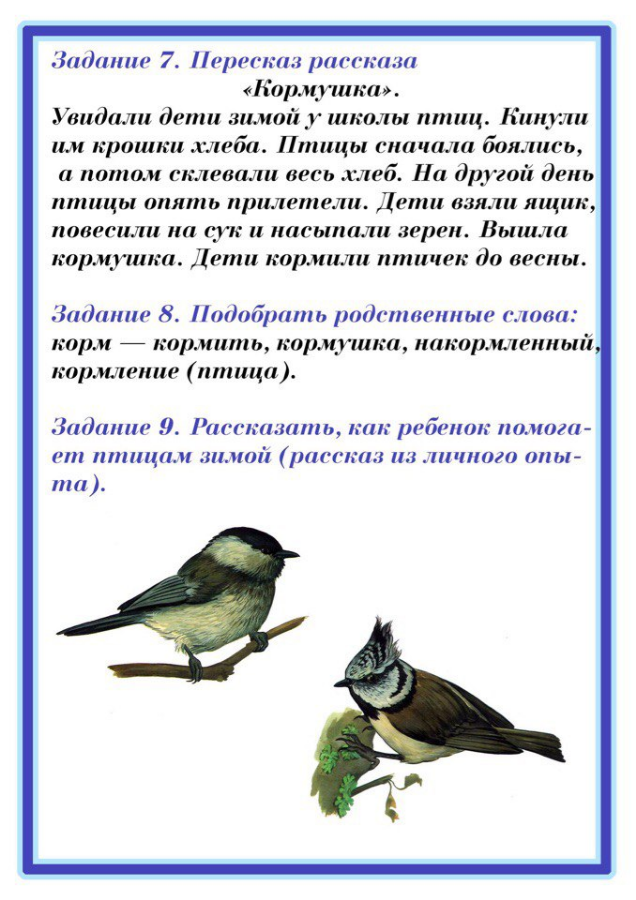 Задание 7. Пересказ рассказа
«Кормушка».
Увидали дети зимой у школы птиц. Кинули
им крошки хлеба. Птицы сначала боялись,
а потом склевали весь хлеб. На другой день
птицы опять прилетели. Дети взяли ящик,
повесили на сук и насыпали зерен. Вышла
кормушка. Дети кормили птичек до весны.
Задание 8. Подобрать родственные слова:
корм — кормить, кормушка, накормленный,
кормление (птица).
Задание 9. Рассказать, как ребенок помога-
ет птицам зимой (рассказ из личного опы-
та).